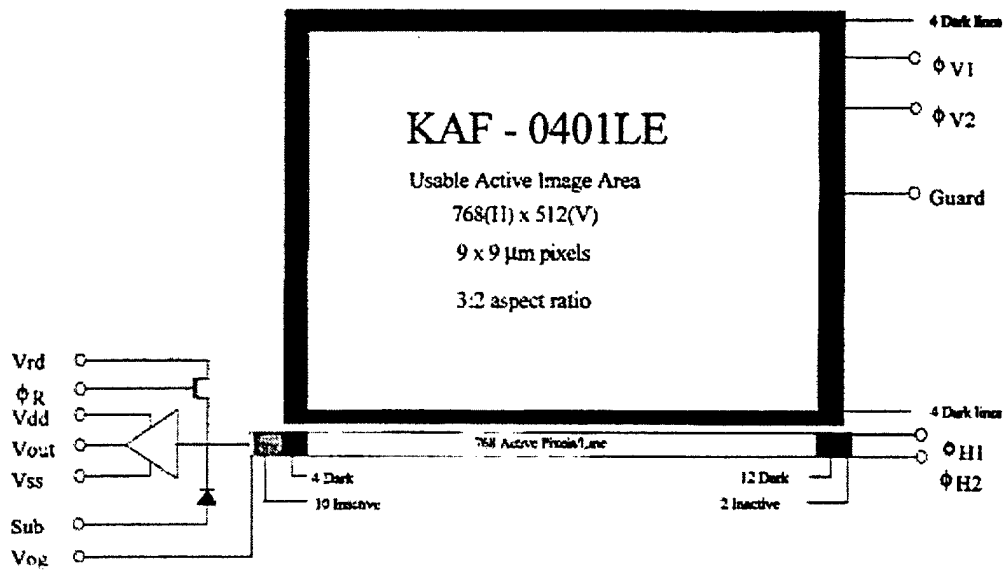 4 Dark lines
ϕV1
ϕV2
Guard
KAF - 0401LE
Usable Active Image Area
768(H) x 512(V)
9 x 9 μm pixels
3:2 aspect ratio
Vrd
ϕR
Vdd
Vout
Vss
Sub
Vog
4 Dark lines
768 Active Pixels/Line
ϕH1
ϕH2
4 Dark
12 Dark
10 Inactive
2 Inactive